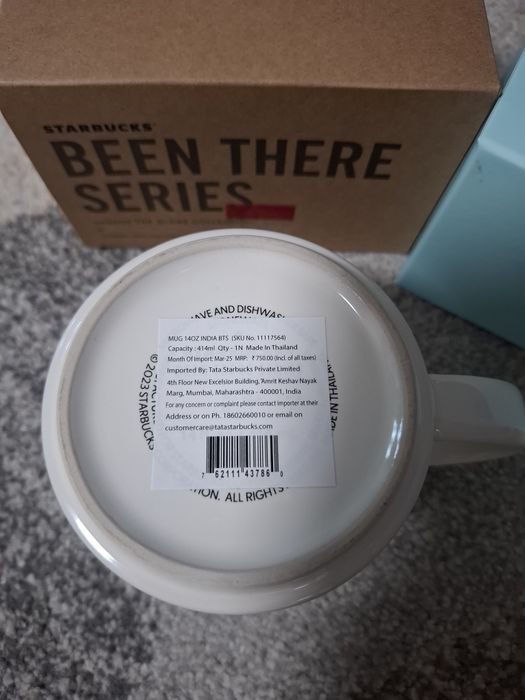 STARBUCKS
BEEN THERE
SERIES
AVE AND DISHWAS
MUG 14OZ INDIA BTS (SKU No. 11117564)
Capacity : 414ml Qty - 1N Made In Thailand
Month Of Import: Mar-25 MRP: ₹750.00 (Incl. of all taxes)
Imported By: Tata Starbucks Private Limited
4th Floor New Excelsior Building, 'Amrit Keshav Nayak
Marg, Mumbai, Maharashtra - 400001, India
For any concern or complaint please contact importer at their
Address or on Ph. 18602660010 or email on
customercare@tatastarbucks.com
7 62111 43786 0
© 2023 STARBUCKS
DE IN THAILA
TION. ALL RIGHTS